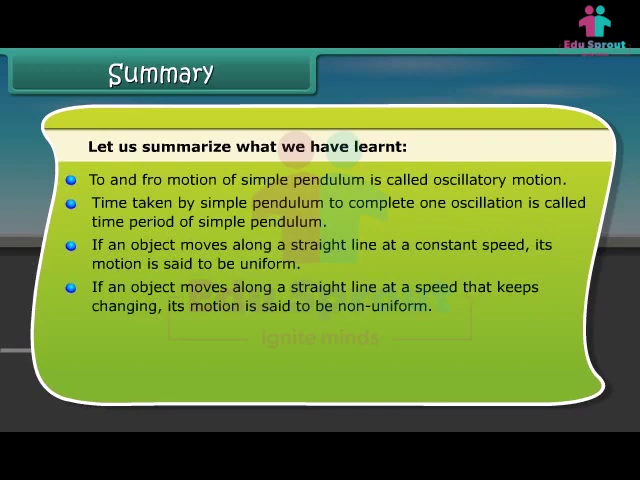 Edu Sprout
Summary
Let us summarize what we have learnt:
To and fro motion of simple pendulum is called oscillatory motion.
Time taken by simple pendulum to complete one oscillation is called
time period of simple pendulum.
If an object moves along a straight line at a constant speed, its
motion is said to be uniform.
If an object moves along a straight line at a speed that keeps
changing, its motion is said to be non-uniform.
Edu Sprout
Ignite minds